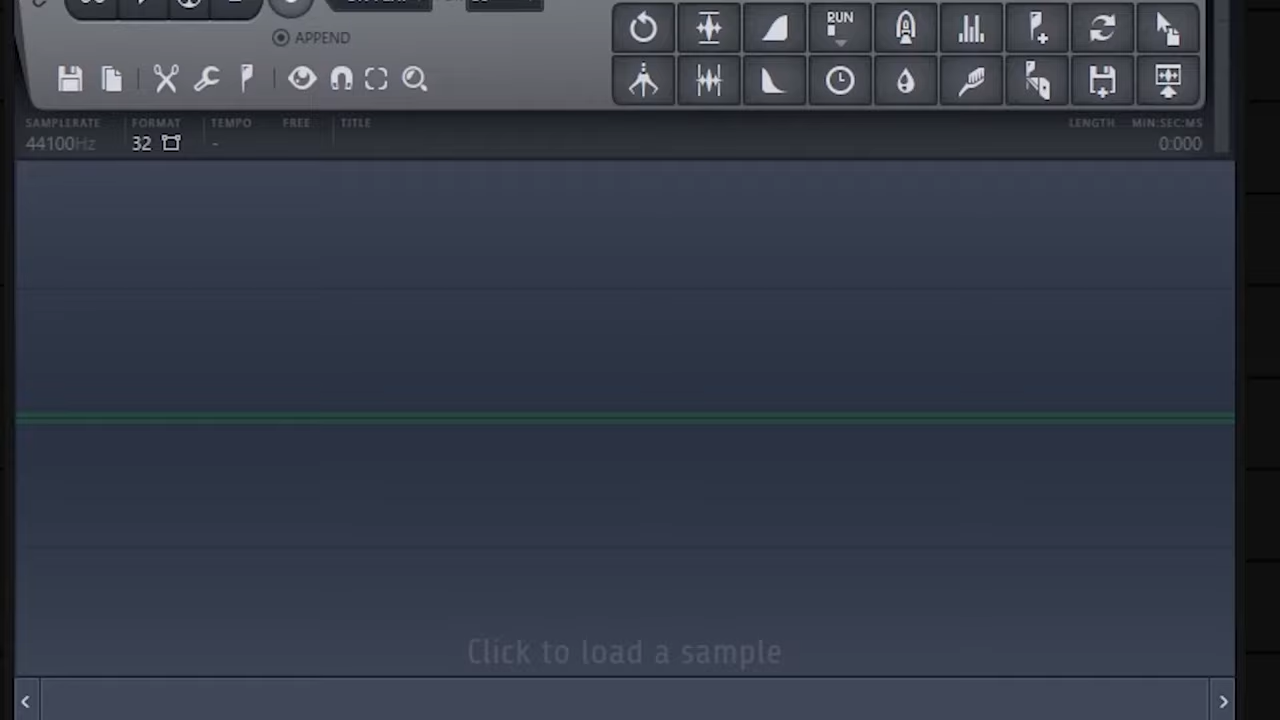 APPEND
RUN
SAMPLERATE FORMAT TEMPO FREE TITLE LENGTH MIN:SEC:MS
44100Hz 32 - 0:000
Click to load a sample